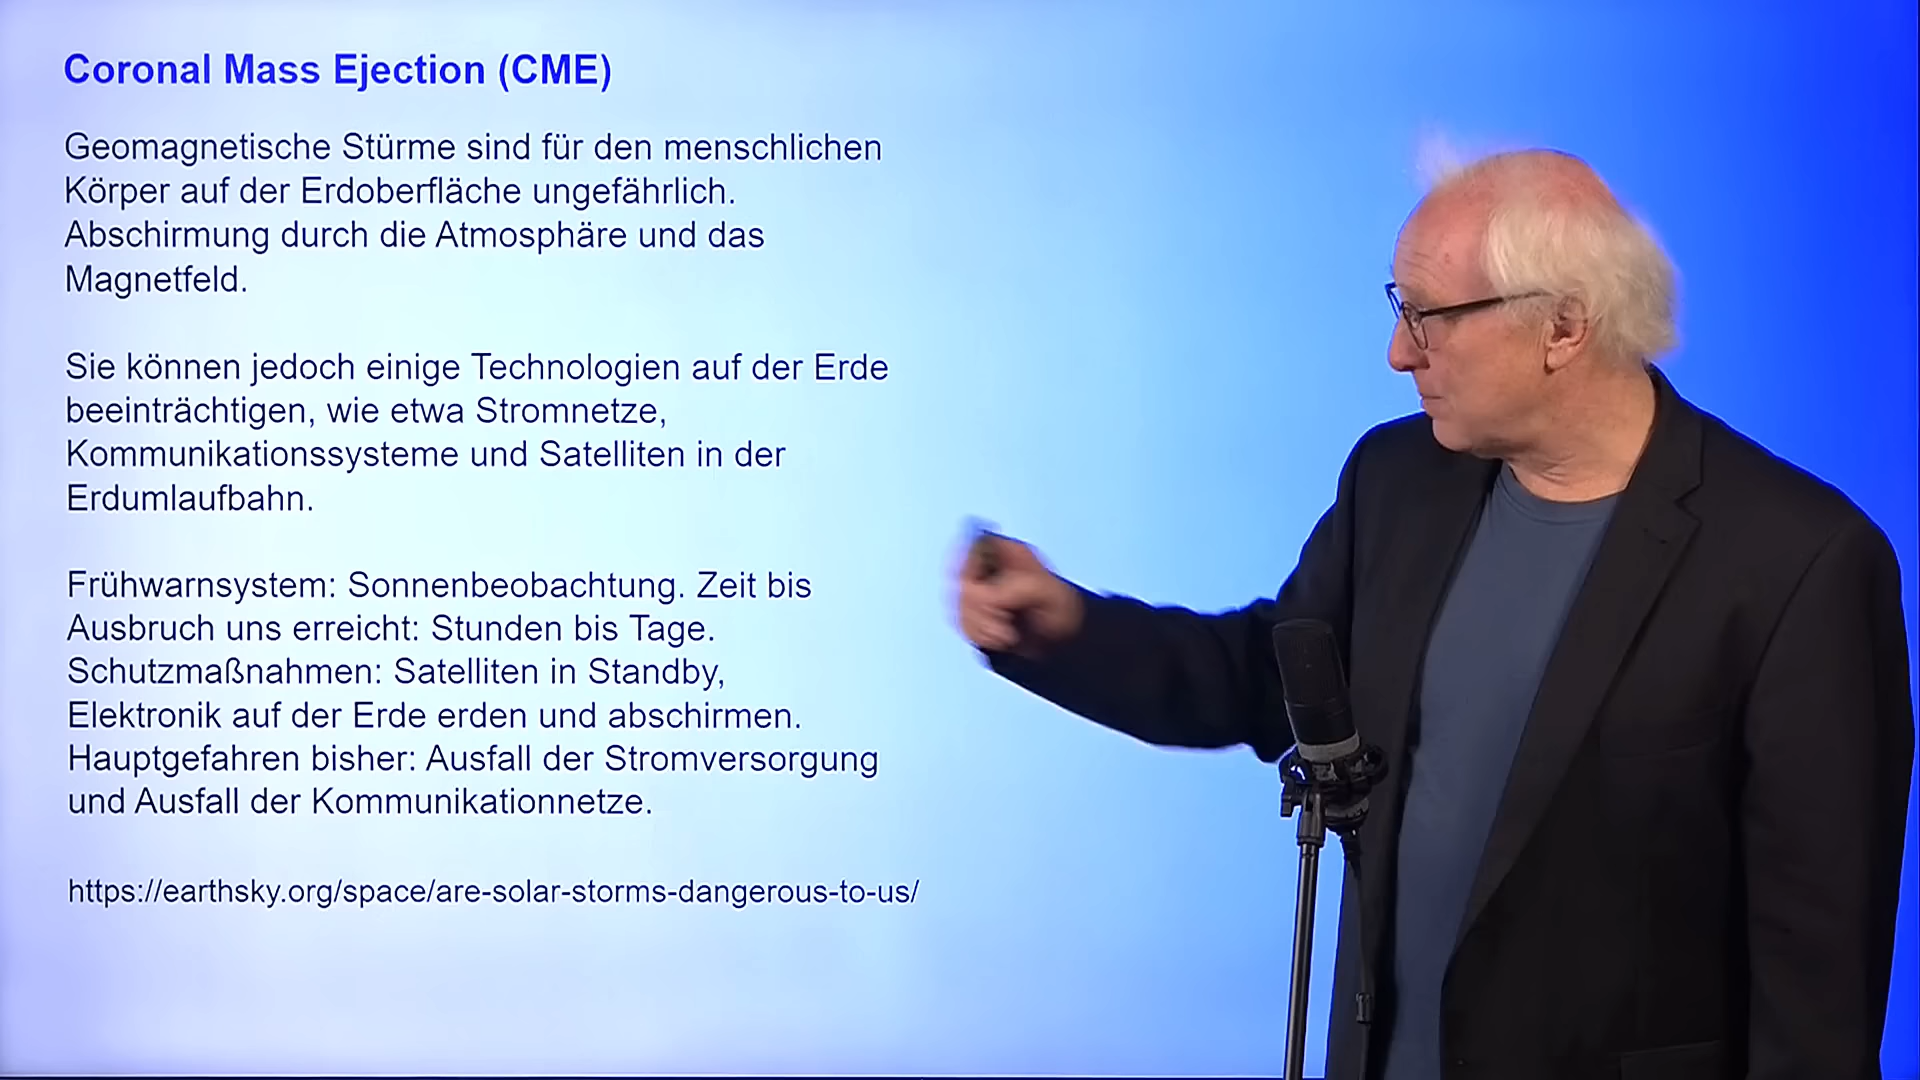 Coronal Mass Ejection (CME)
Geomagnetische Stürme sind für den menschlichen
Körper auf der Erdoberfläche ungefährlich.
Abschirmung durch die Atmosphäre und das
Magnetfeld.
Sie können jedoch einige Technologien auf der Erde
beeinträchtigen, wie etwa Stromnetze,
Kommunikationssysteme und Satelliten in der
Erdumlaufbahn.
Frühwarnsystem: Sonnenbeobachtung. Zeit bis
Ausbruch uns erreicht: Stunden bis Tage.
Schutzmaßnahmen: Satelliten in Standby,
Elektronik auf der Erde erden und abschirmen.
Hauptgefahren bisher: Ausfall der Stromversorgung
und Ausfall der Kommunikationnetze.
https://earthsky.org/space/are-solar-storms-dangerous-to-us/